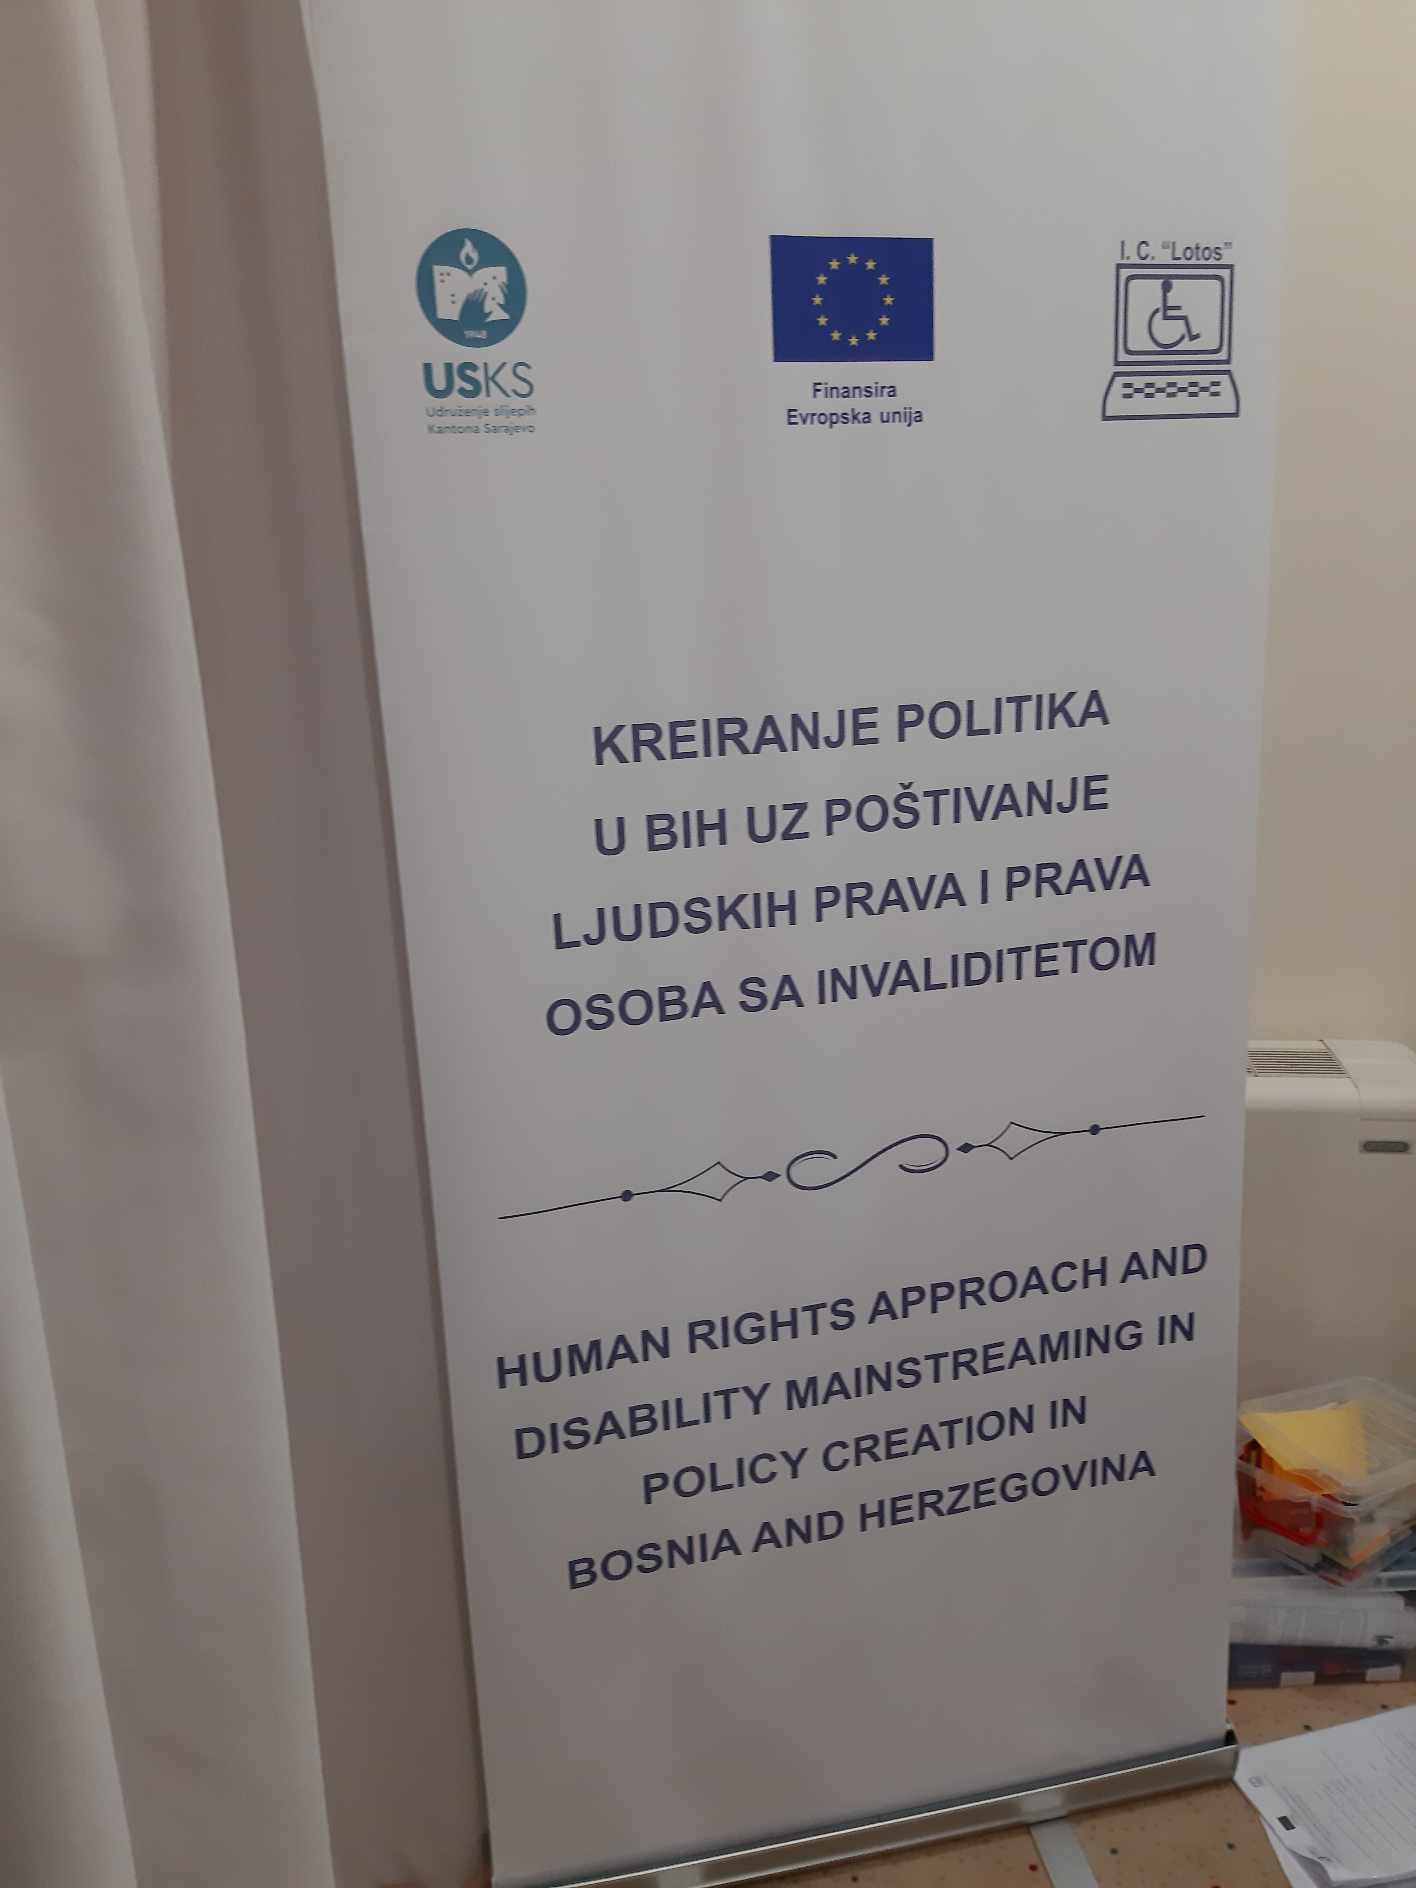 1948
USKS
Udruženje slijepih
Kantona Sarajevo
Finansira
Evropska unija
I. C. “Lotos”
KREIRANJE POLITIKA
U BIH UZ POŠTIVANJE
LJUDSKIH PRAVA I PRAVA
OSOBA SA INVALIDITETOM
HUMAN RIGHTS APPROACH AND
DISABILITY MAINSTREAMING IN
POLICY CREATION IN
BOSNIA AND HERZEGOVINA